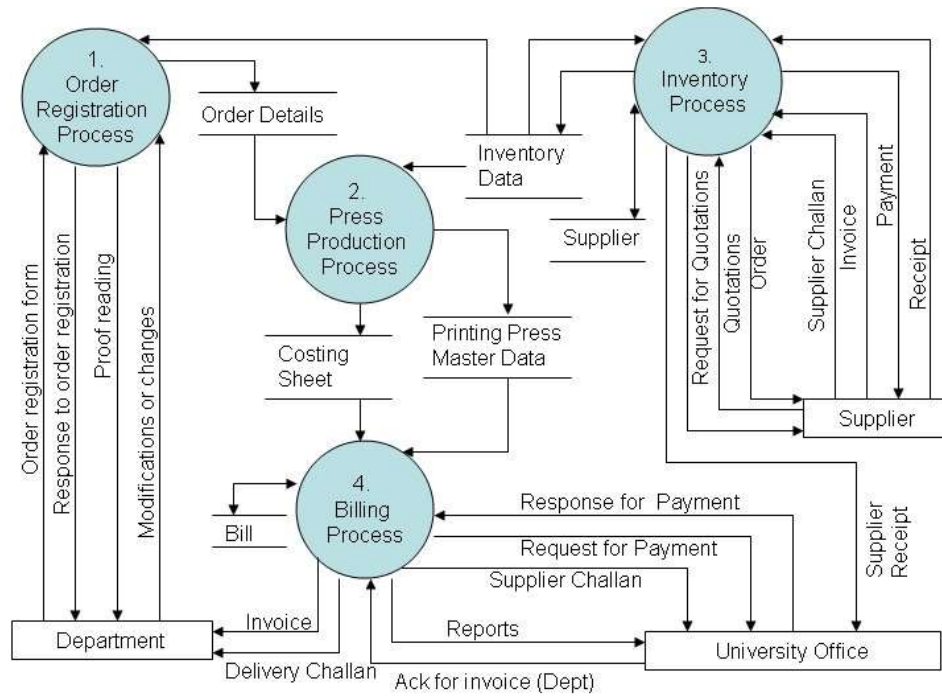 1.
Order
Registration
Process
Order Details
3.
Inventory
Process
Inventory
Data
2.
Press
Production
Process
Supplier
Request for Quotations
Quotations
Order
Supplier Challan
Invoice
Payment
Receipt
Order registration form
Response to order registration
Proof reading
Modifications or changes
Costing
Sheet
Printing Press
Master Data
Supplier
4.
Billing
Process
Bill
Response for Payment
Request for Payment
Supplier Challan
Supplier
Receipt
Department
Invoice
Delivery Challan
Reports
Ack for invoice (Dept)
University Office